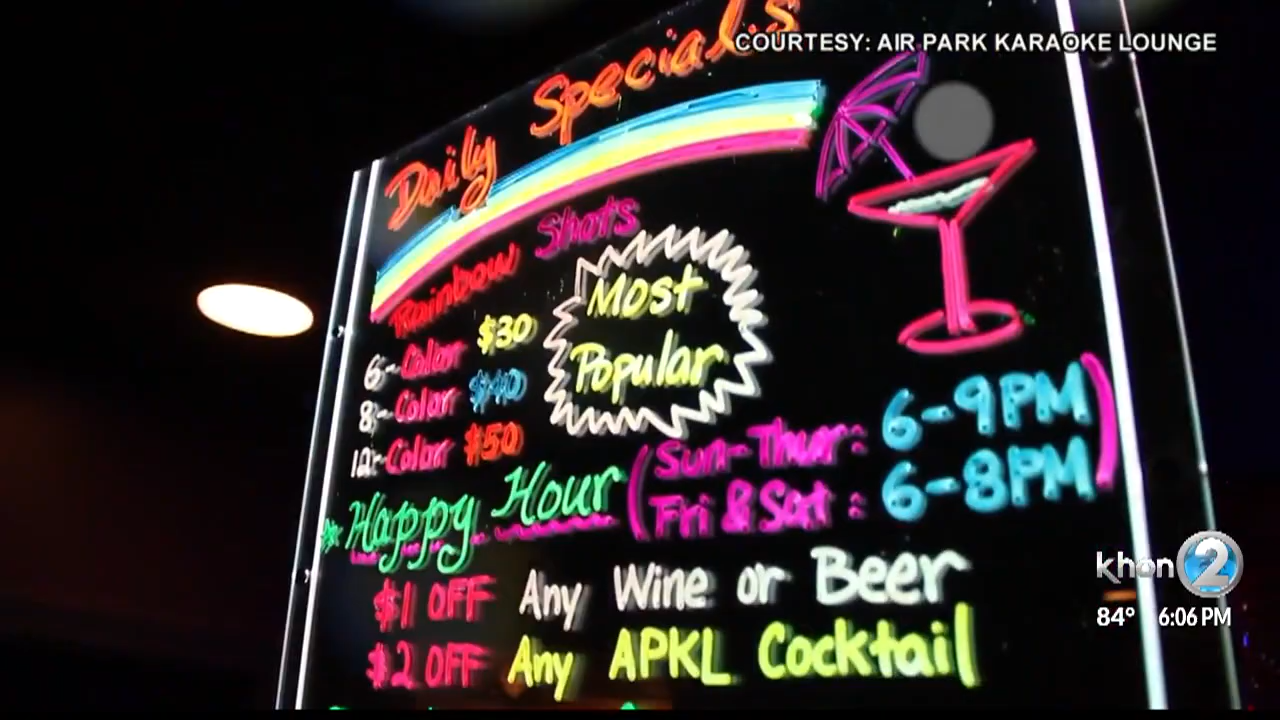 COURTESY: AIR PARK KARAOKE LOUNGE
Daily Specials
Rainbow Shots
6-Color $30
8-Color $40
12-Color $50
Most
Popular
* Happy Hour (Sun-Thur: 6-9PM
Fri & Sat: 6-8PM)
$1 OFF Any Wine or Beer
$2 OFF Any APKL Cocktail
khon 2
84° 6:06 PM